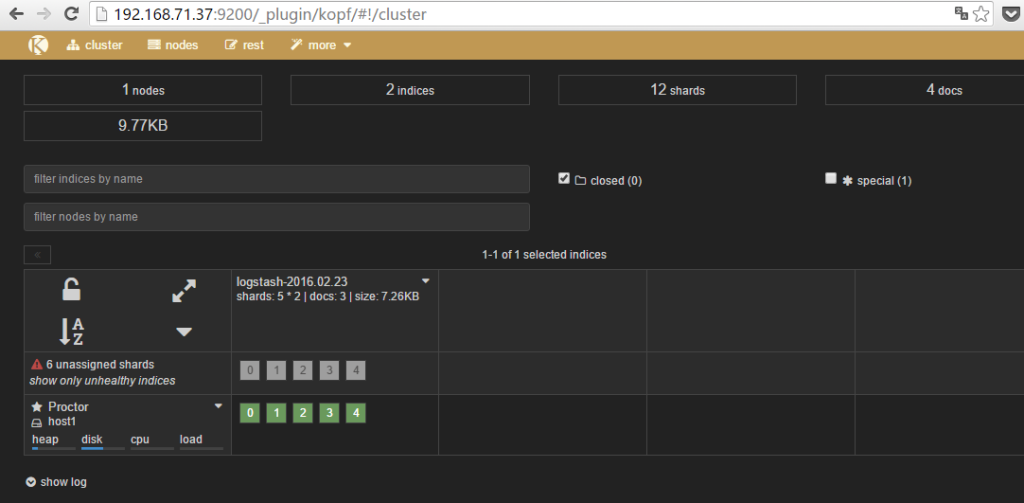 192.168.71.37:9200/_plugin/kopf/#!/cluster
K cluster nodes rest more
1 nodes 2 indices 12 shards 4 docs
9.77KB
filter indices by name closed (0) special (1)
filter nodes by name
« 1-1 of 1 selected indices
logstash-2016.02.23
shards: 5 * 2 | docs: 3 | size: 7.26KB
A
Z
6 unassigned shards
show only unhealthy indices
0 1 2 3 4
Proctor
host1
heap disk cpu load
0 1 2 3 4
show log